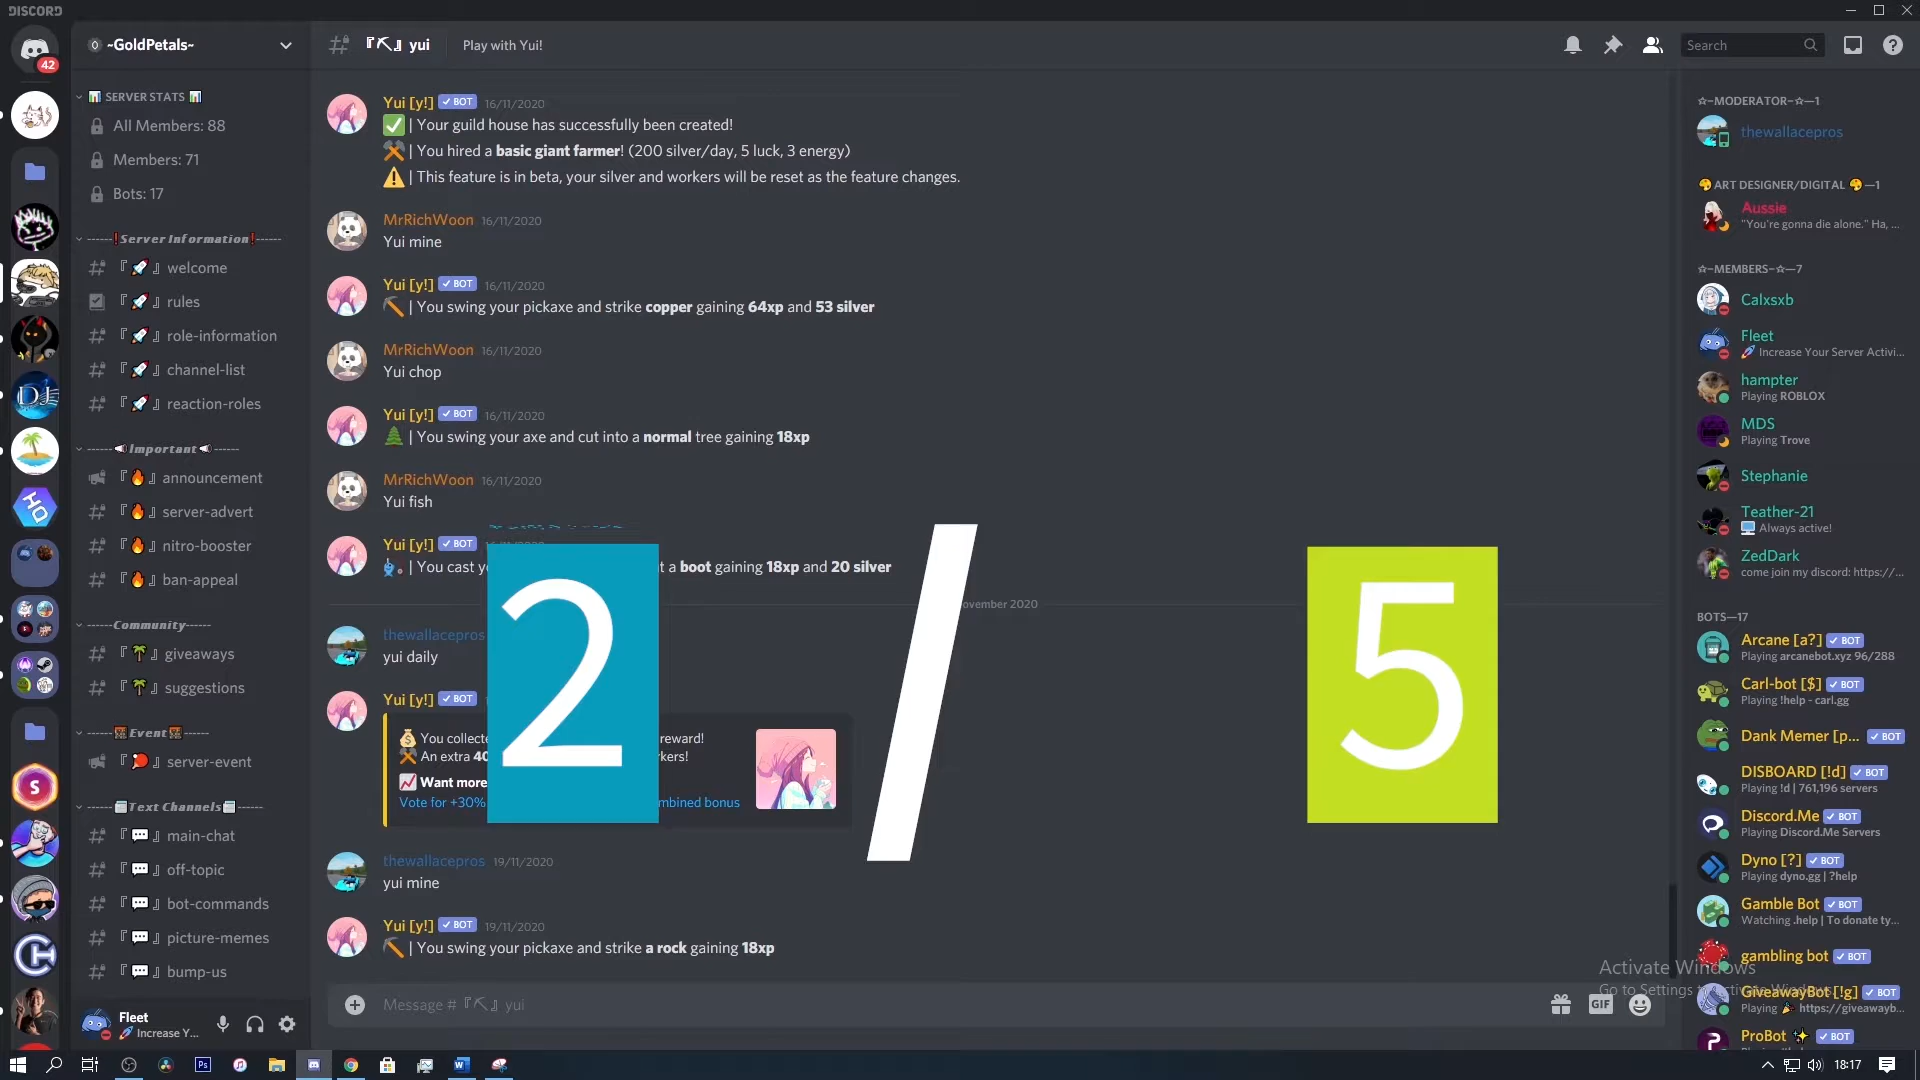 DISCORD
42
~GoldPetals~
SERVER STATS
All Members: 88
Members: 71
Bots: 17
------❗Server Information❗------
『🚀』welcome
『🚀』rules
『🚀』role-information
『🚀』channel-list
『🚀』reaction-roles
------📢Important📢------
『🔥』announcement
『🔥』server-advert
『🔥』nitro-booster
『🔥』ban-appeal
------Community------
『🌴』giveaways
『🌴』suggestions
------Event------
server-event
------Text Channels------
『💬』main-chat
『💬』off-topic
『💬』bot-commands
『💬』picture-memes
『💬』bump-us
Fleet
🚀 Increase Y...
『⛏』yui
Play with Yui!
Search
Yui [y!] BOT 16/11/2020
| Your guild house has successfully been created!
| You hired a basic giant farmer! (200 silver/day, 5 luck, 3 energy)
| This feature is in beta, your silver and workers will be reset as the feature changes.
MrRichWoon 16/11/2020
Yui mine
Yui [y!] BOT 16/11/2020
| You swing your pickaxe and strike copper gaining 64xp and 53 silver
MrRichWoon 16/11/2020
Yui chop
Yui [y!] BOT 16/11/2020
| You swing your axe and cut into a normal tree gaining 18xp
MrRichWoon 16/11/2020
Yui fish
Yui [y!] BOT
| You cast t a boot gaining 18xp and 20 silver
ovember 2020
thewallacepros
yui daily
Yui [y!] BOT
You collecte reward!
An extra 40 rkers!
Want more
Vote for +30% mbined bonus
thewallacepros 19/11/2020
yui mine
Yui [y!] BOT 19/11/2020
| You swing your pickaxe and strike a rock gaining 18xp
2 / 5
Message #『⛏』yui
GIF
☆~MODERATOR~☆—1
thewallacepros
ART DESIGNER/DIGITAL—1
Aussie
"You're gonna die alone." Ha, ...
☆~MEMBERS~☆—7
Calxsxb
Fleet
🚀 Increase Your Server Activi...
hampter
Playing ROBLOX
MDS
Playing Trove
Stephanie
Teather-21
Always active!
ZedDark
come join my discord: https://...
BOTS—17
Arcane [a?] BOT
Playing arcanebot.xyz 96/288
Carl-bot [$] BOT
Playing !help - carl.gg
Dank Memer [p... BOT
DISBOARD [!d] BOT
Playing !d | 761,196 servers
Discord.Me BOT
Playing Discord.Me Servers
Dyno [?] BOT
Playing dyno.gg | ?help
Gamble Bot BOT
Watching .help | To donate ty...
gambling bot BOT
GiveawayBot [!g] BOT
Playing 🎉 https://giveawayb...
ProBot ✨ BOT
Activate Windows
Go to Settings to activate Windows.
18:17